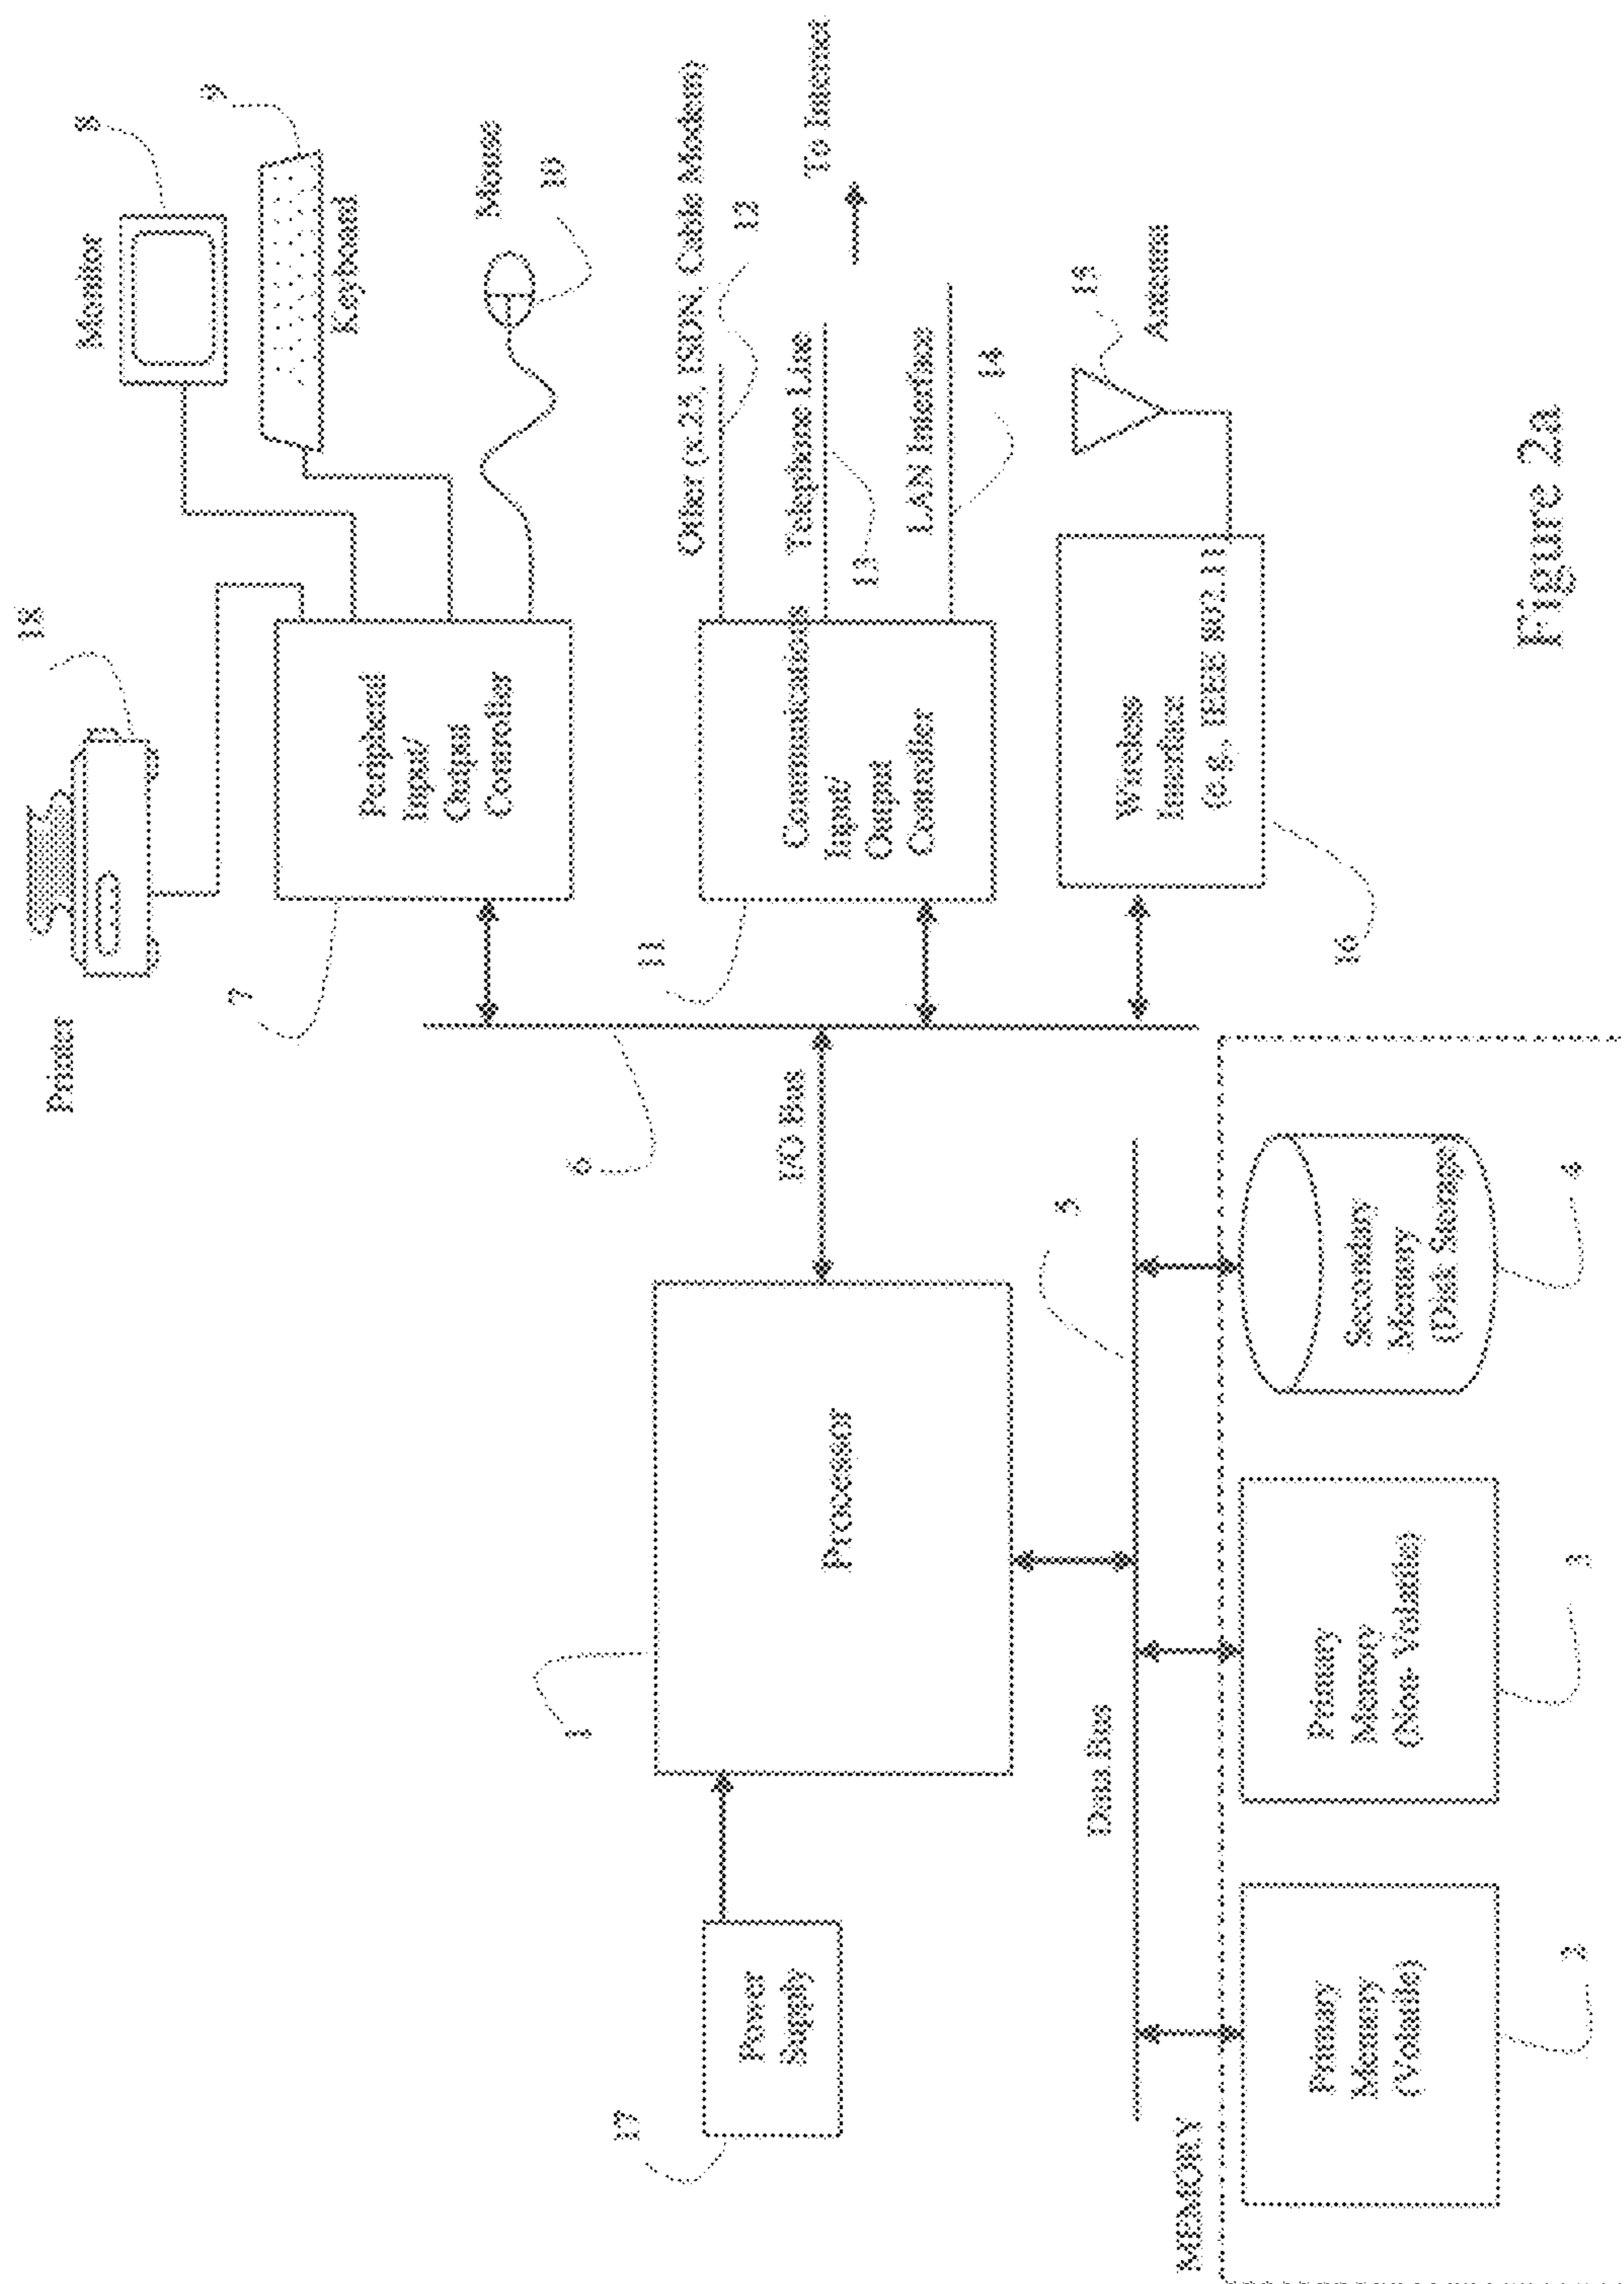 Printer
18
Monitor
8
9
Keyboard
7
Peripheral
Input/
Output
Controller
Mouse
10
6
I/O Bus
11
Communications
Input/
Output
Controller
Other (x.25, ISDN, Cable Modem)
12
Telephone Line
13
To Internet
LAN Interface
14
Wireless
Interface
(e.g., IEEE 802.11)
15
Antenna
16
17
Power
Supply
1
Processor
Data Bus
5
MEMORY
Primary
Memory
(Volatile)
2
Primary
Memory
(Non-Volatile)
3
Secondary
Memory
(Disk Storage)
4
Figure 2a